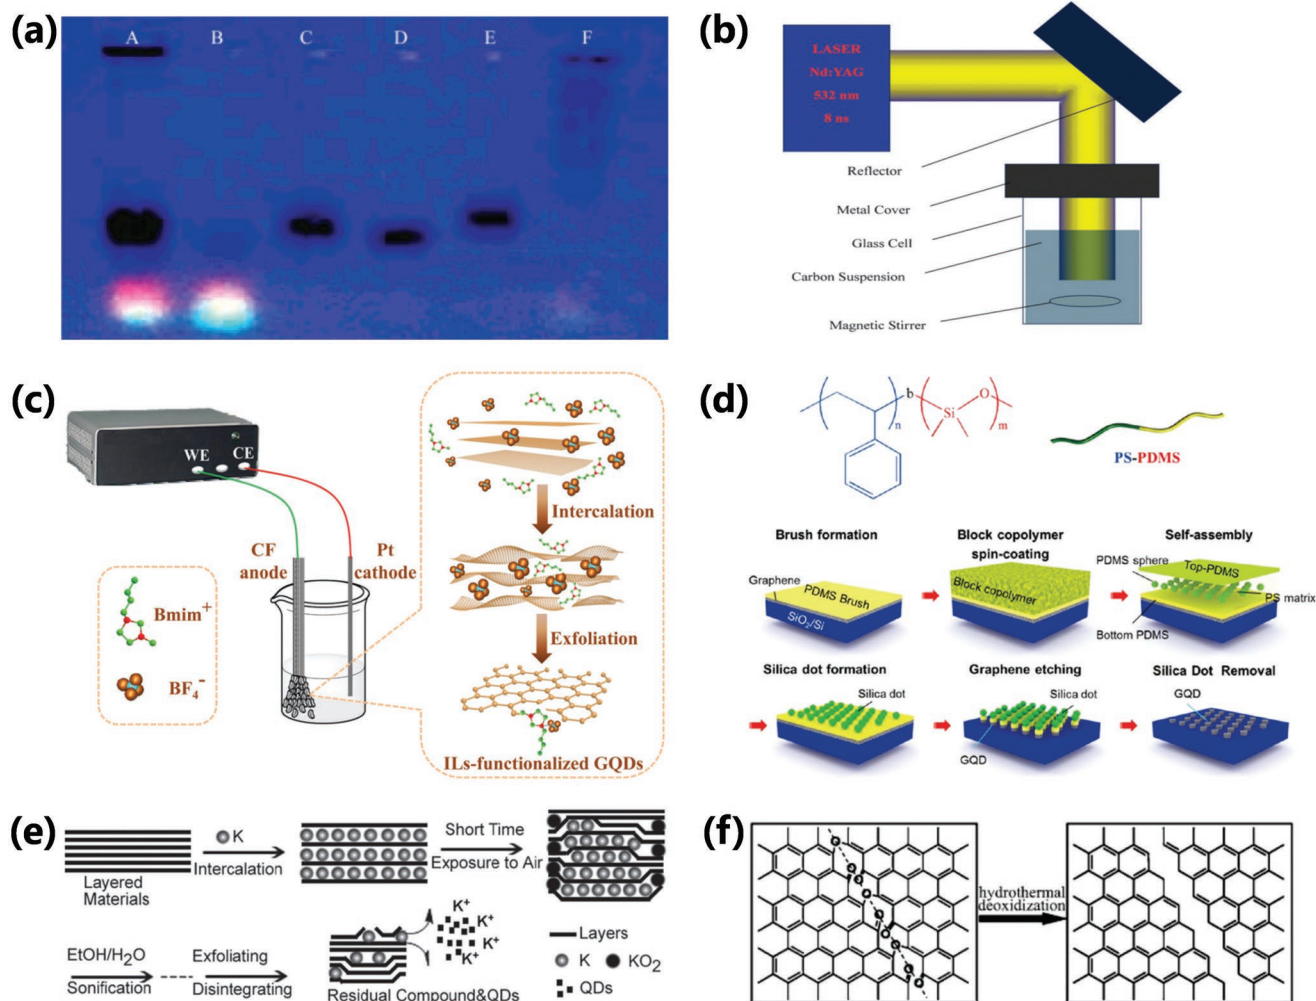 (a)
A B C D E F
(b)
LASER
Nd:YAG
532 nm
8 ns
Reflector
Metal Cover
Glass Cell
Carbon Suspension
Magnetic Stirrer
(c)
WE
CE
CF
anode
Pt
cathode
Bmim+
BF4-
Intercalation
Exfoliation
ILs-functionalized GQDs
(d)
n
b
Si
O
m
PS-PDMS
Brush formation
Graphene
PDMS Brush
SiO2/Si
Block copolymer
spin-coating
Block copolymer
Self-assembly
PDMS sphere
Top-PDMS
PS matrix
Bottom PDMS
Silica dot formation
Silica dot
Graphene etching
Silica dot
GQD
Silica Dot Removal
GQD
(e)
Layered
Materials
K
Intercalation
Short Time
Exposure to Air
EtOH/H2O
Sonification
Exfoliating
Disintegrating
K+
K+
K+
K+
Residual Compound&QDs
Layers
K
KO2
QDs
(f)
hydrothermal
deoxidization